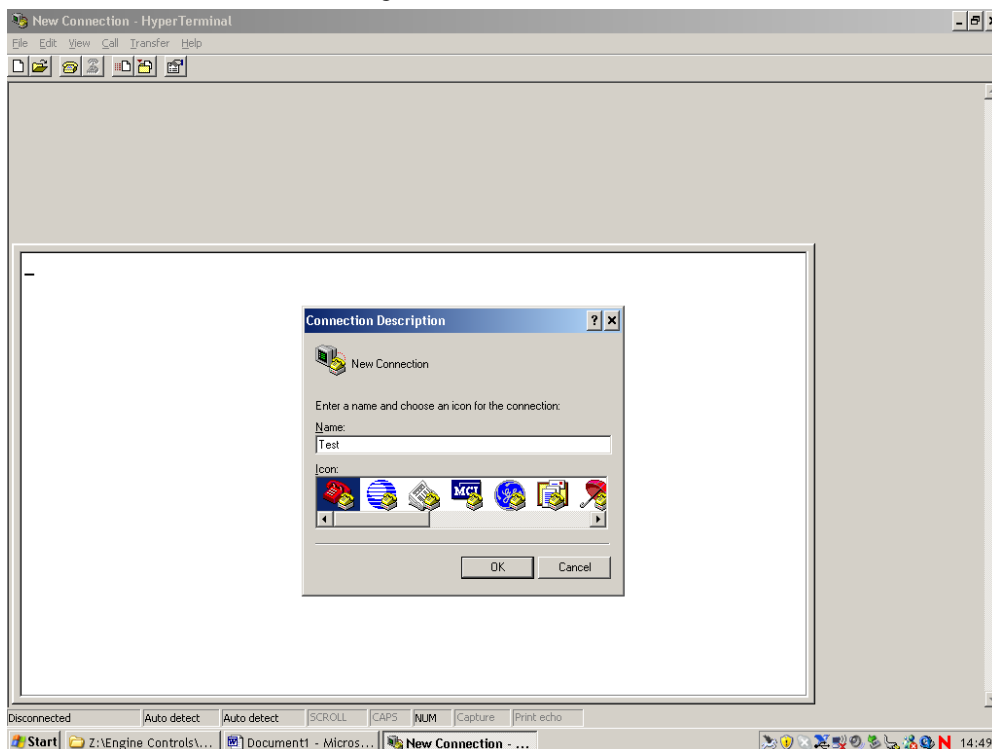 New Connection - HyperTerminal
File Edit View Call Transfer Help
Connection Description
New Connection
Enter a name and choose an icon for the connection:
Name:
Test
Icon:
MCI
OK Cancel
Disconnected Auto detect Auto detect SCROLL CAPS NUM Capture Print echo
Start Z:\Engine Controls\... Document1 - Micros... New Connection - ... N 14:49